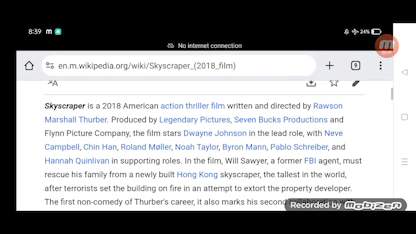 8:39 m 24%
No internet connection
en.m.wikipedia.org/wiki/Skyscraper_(2018_film) 9
Skyscraper is a 2018 American action thriller film written and directed by Rawson
Marshall Thurber. Produced by Legendary Pictures, Seven Bucks Productions and
Flynn Picture Company, the film stars Dwayne Johnson in the lead role, with Neve
Campbell, Chin Han, Roland Møller, Noah Taylor, Byron Mann, Pablo Schreiber, and
Hannah Quinlivan in supporting roles. In the film, Will Sawyer, a former FBI agent, must
rescue his family from a newly built Hong Kong skyscraper, the tallest in the world,
after terrorists set the building on fire in an attempt to extort the property developer.
The first non-comedy of Thurber's career, it also marks his second
Recorded by mobizen